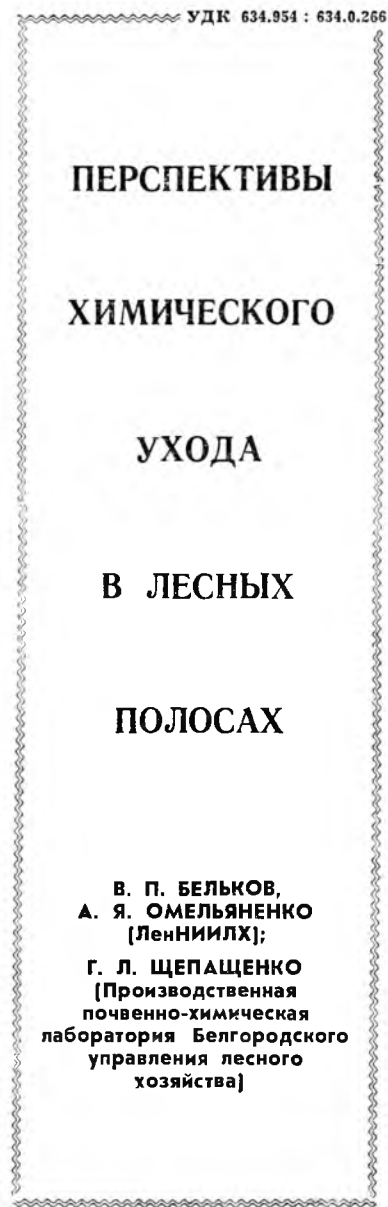 УДК 634.954 : 634.0.266
ПЕРСПЕКТИВЫ
ХИМИЧЕСКОГО
УХОДА
В ЛЕСНЫХ
ПОЛОСАХ
В. П. БЕЛЬКОВ,
А. Я. ОМЕЛЬЯНЕНКО
(ЛенНИИЛХ);
Г. Л. ЩЕПАЩЕНКО
(Производственная
почвенно-химическая
лаборатория Белгородского
управления лесного
хозяйства)